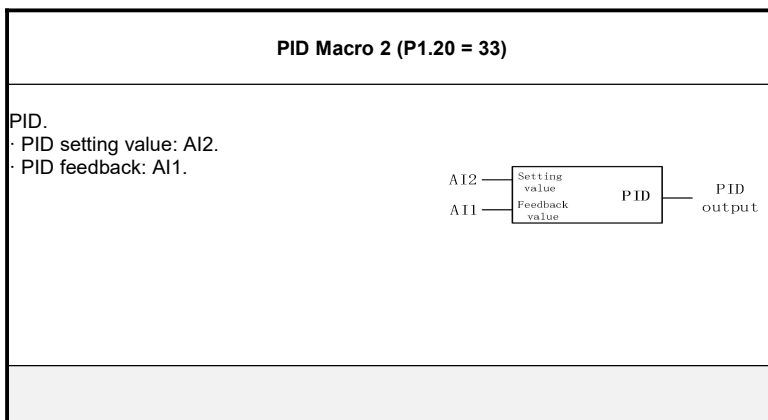 PID Macro 2 (P1.20 = 33)
PID.
· PID setting value: AI2.
· PID feedback: AI1.
AI2
Setting
value
AI1
Feedback
value
PID
PID
output